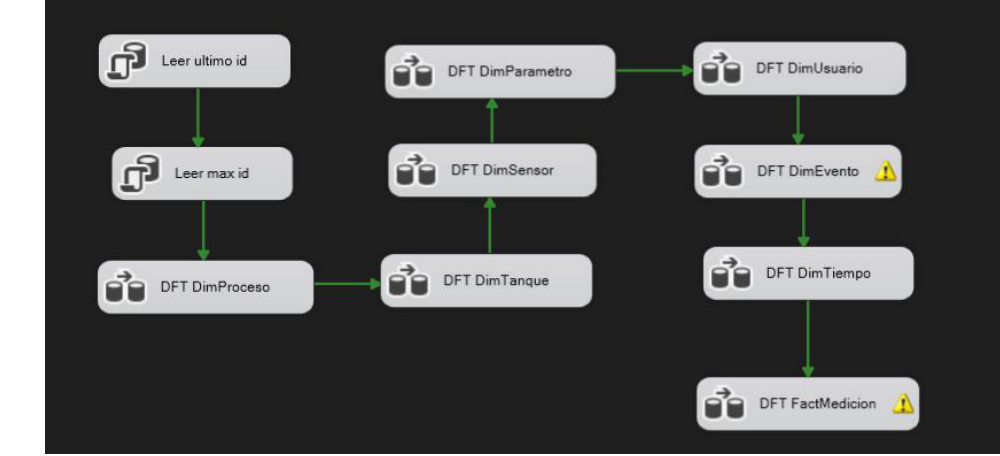 Leer ultimo id
Leer max id
DFT DimProceso
DFT DimTanque
DFT DimSensor
DFT DimParametro
DFT DimUsuario
DFT DimEvento
DFT DimTiempo
DFT FactMedicion